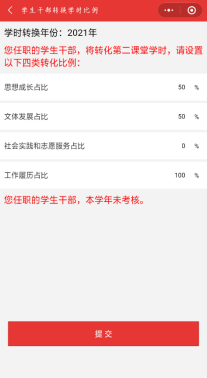 学生干部转换学时比例
学时转换年份：2021年
您任职的学生干部，将转化第二课堂学时，请设置
以下四类转化比例：
思想成长占比 50 %
文体发展占比 50 %
社会实践和志愿服务占比 0 %
工作履历占比 100 %
您任职的学生干部，本学年未考核。
提交